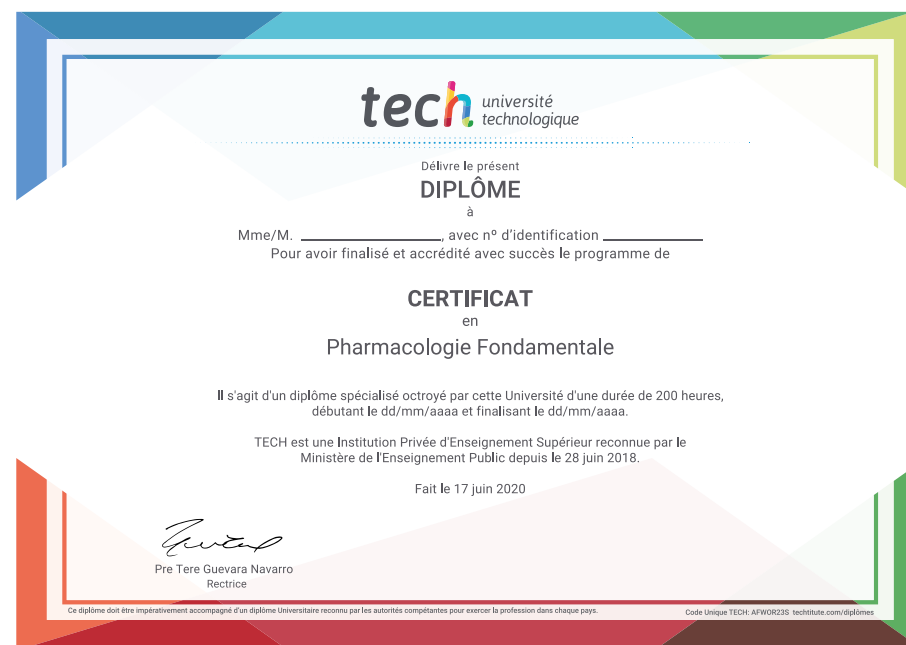 tech université
technologique
Délivre le présent
DIPLÔME
à
Mme/M. ____________________, avec nº d'identification ______________
Pour avoir finalisé et accrédité avec succès le programme de
CERTIFICAT
en
Pharmacologie Fondamentale
Il s'agit d'un diplôme spécialisé octroyé par cette Université d'une durée de 200 heures,
débutant le dd/mm/aaaa et finalisant le dd/mm/aaaa.
TECH est une Institution Privée d'Enseignement Supérieur reconnue par le
Ministère de l'Enseignement Public depuis le 28 juin 2018.
Fait le 17 juin 2020
Pre Tere Guevara Navarro
Rectrice
Ce diplôme doit être impérativement accompagné d'un diplôme Universitaire reconnu par les autorités compétantes pour exercer la profession dans chaque pays.
Code Unique TECH: AFWOR23S techtitute.com/diplômes